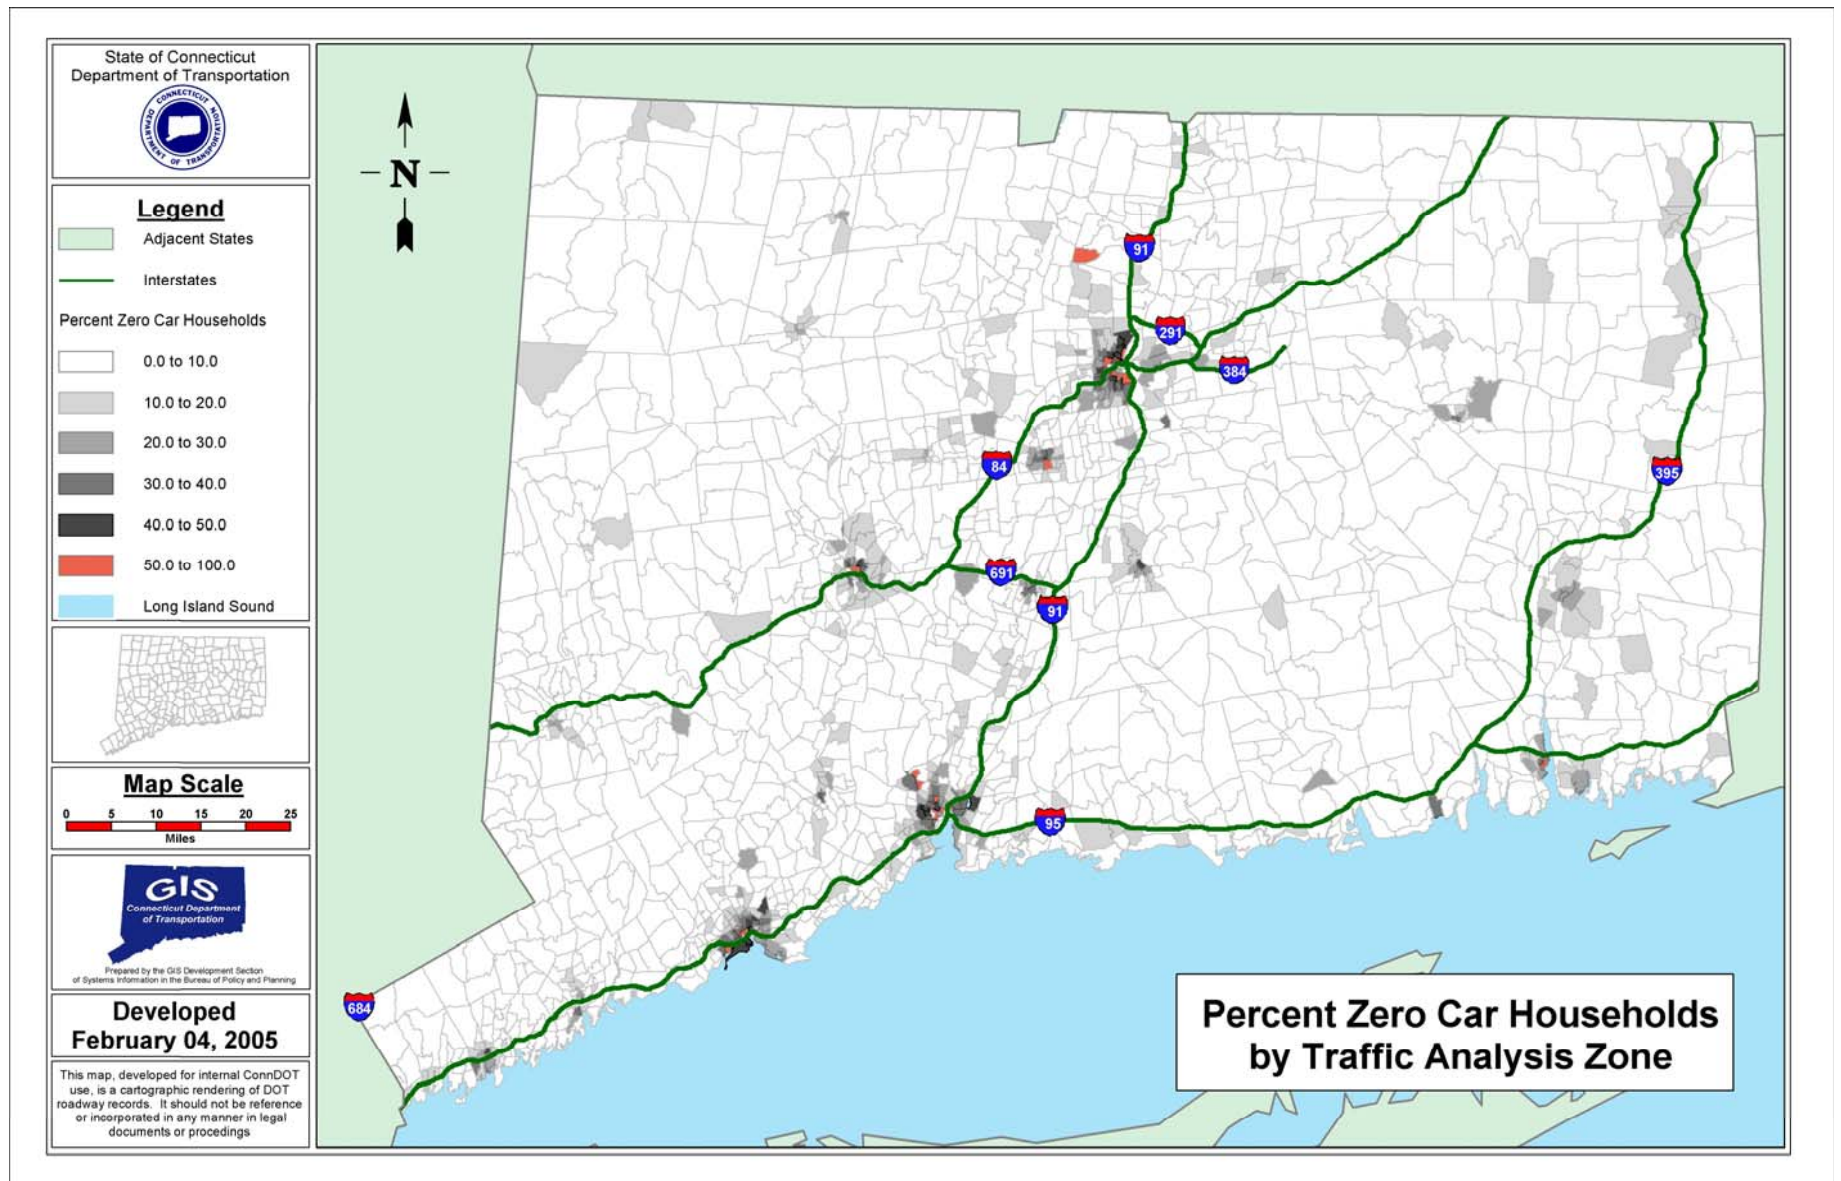 State of Connecticut
Department of Transportation
CONNECTICUT
DEPARTMENT OF TRANSPORTATION
N
Legend
Adjacent States
Interstates
Percent Zero Car Households
0.0 to 10.0
10.0 to 20.0
20.0 to 30.0
30.0 to 40.0
40.0 to 50.0
50.0 to 100.0
Long Island Sound
Map Scale
0 5 10 15 20 25
Miles
GIS
Connecticut Department
of Transportation
Prepared by the GIS Development Section
of Systems Information in the Bureau of Policy and Planning
Developed
February 04, 2005
This map, developed for internal ConnDOT
use, is a cartographic rendering of DOT
roadway records. It should not be reference
or incorporated in any manner in legal
documents or procedings
91
291
384
84
395
691
91
95
684
Percent Zero Car Households
by Traffic Analysis Zone